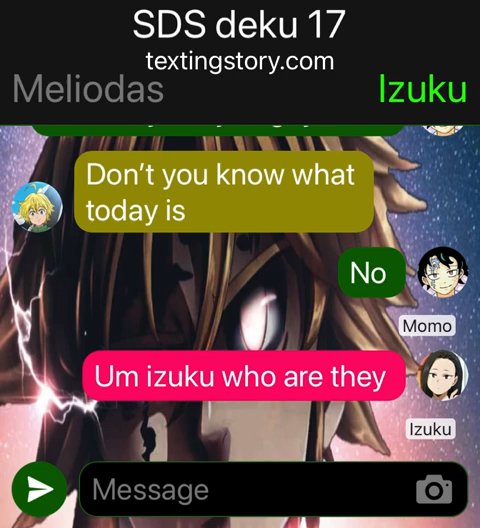 SDS deku 17
textingstory.com
Meliodas
Izuku
Don't you know what
today is
No
Momo
Um izuku who are they
Izuku
Message